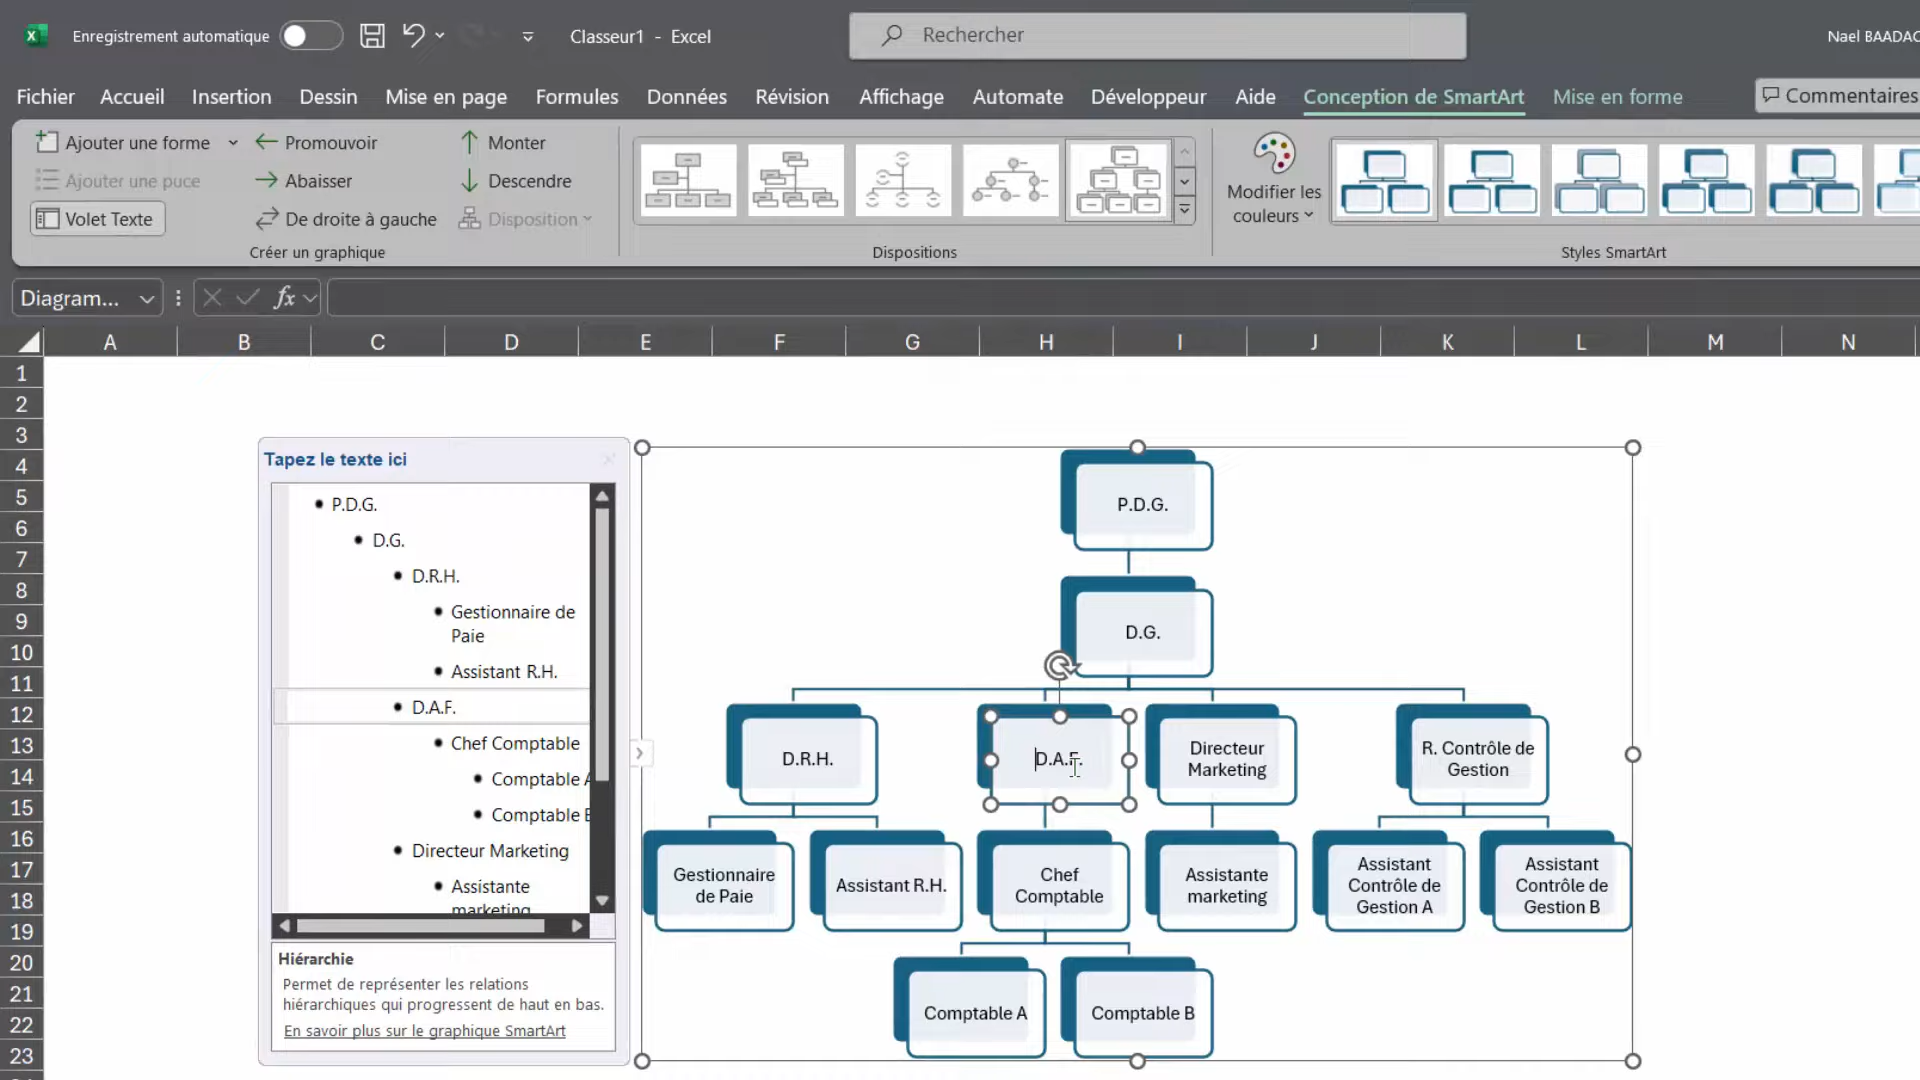 Enregistrement automatique
Classeur1 - Excel
Rechercher
Nael BAADAC
Fichier Accueil Insertion Dessin Mise en page Formules Données Révision Affichage Automate Développeur Aide Conception de SmartArt Mise en forme Commentaires
Ajouter une forme
Promouvoir
Monter
Ajouter une puce
Abaisser
Descendre
Volet Texte
De droite à gauche
Disposition
Créer un graphique
Dispositions
Modifier les
couleurs
Styles SmartArt
Diagram...
fx
A B C D E F G H I J K L M N
1
2
3
4
5
6
7
8
9
10
11
12
13
14
15
16
17
18
19
20
21
22
23
Tapez le texte ici
P.D.G.
D.G.
D.R.H.
Gestionnaire de
Paie
Assistant R.H.
D.A.F.
Chef Comptable
Comptable A
Comptable B
Directeur Marketing
Assistante
marketing
Hiérarchie
Permet de représenter les relations
hiérarchiques qui progressent de haut en bas.
En savoir plus sur le graphique SmartArt
P.D.G.
D.G.
D.R.H.
D.A.F.
Directeur
Marketing
R. Contrôle de
Gestion
Gestionnaire
de Paie
Assistant R.H.
Chef
Comptable
Assistante
marketing
Assistant
Contrôle de
Gestion A
Assistant
Contrôle de
Gestion B
Comptable A
Comptable B